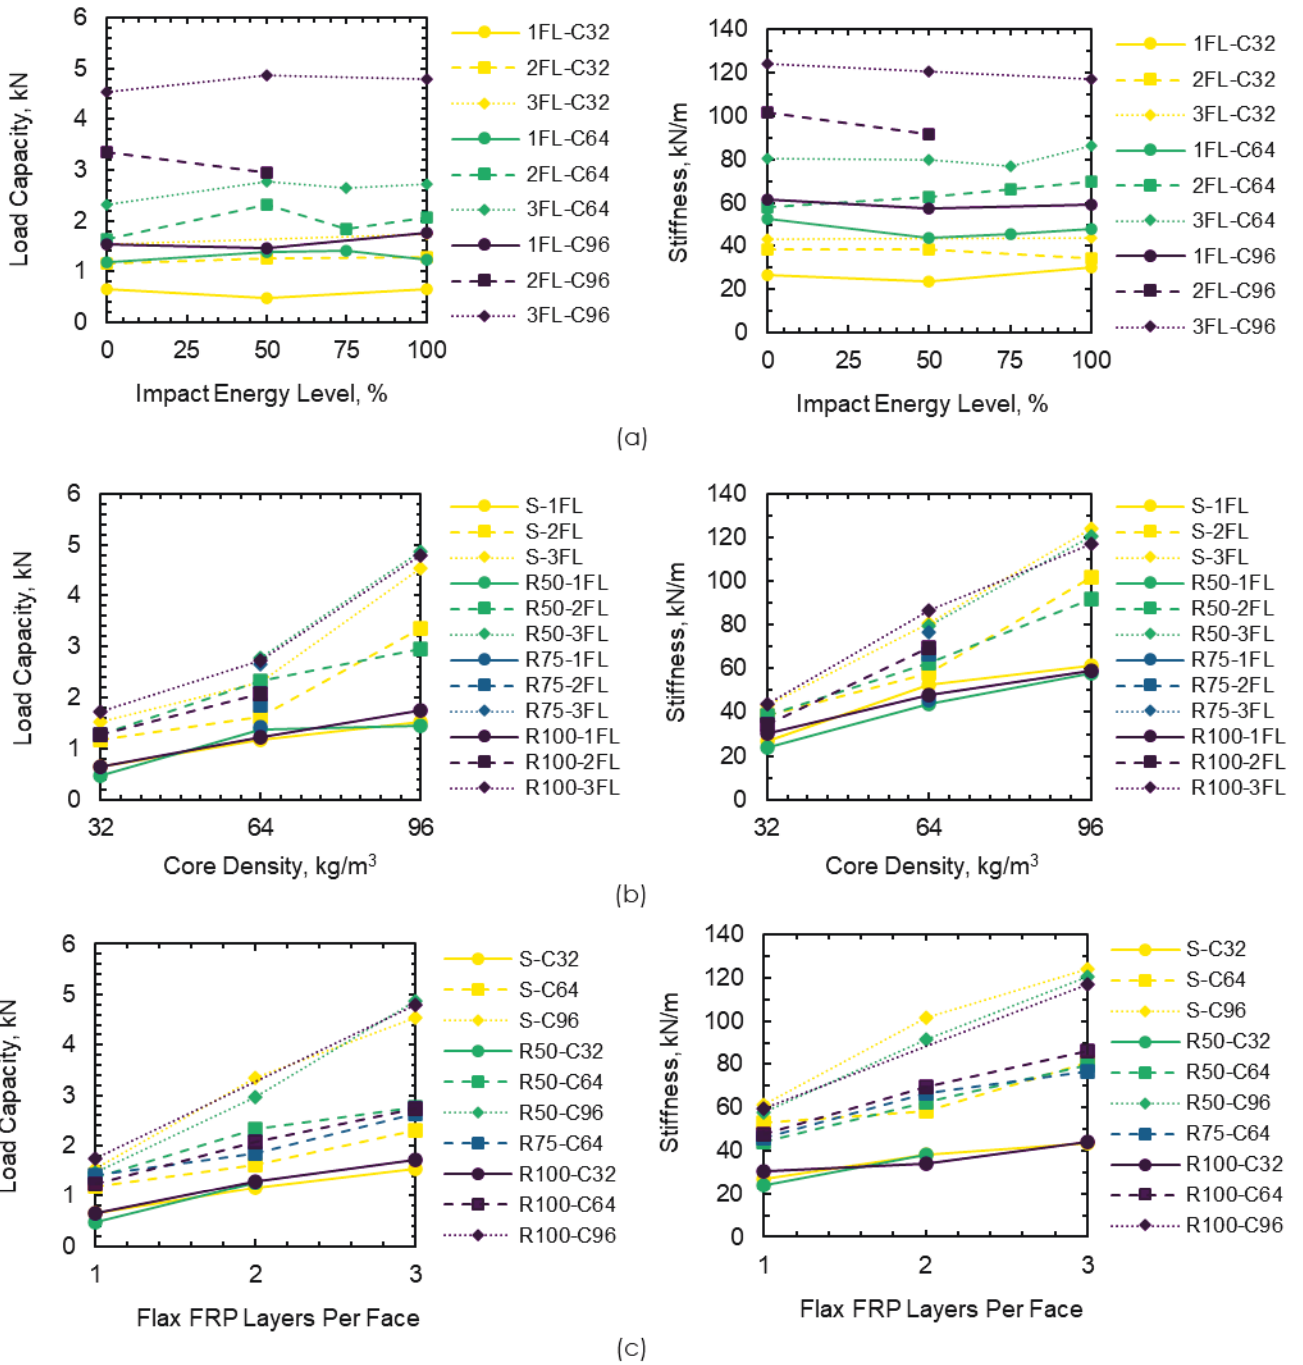 6
5
4
3
2
1
0
Load Capacity, kN
0 25 50 75 100
Impact Energy Level, %
1FL-C32
2FL-C32
3FL-C32
1FL-C64
2FL-C64
3FL-C64
1FL-C96
2FL-C96
3FL-C96
140
120
100
80
60
40
20
0
Stiffness, kN/m
0 25 50 75 100
Impact Energy Level, %
1FL-C32
2FL-C32
3FL-C32
1FL-C64
2FL-C64
3FL-C64
1FL-C96
2FL-C96
3FL-C96
(a)
6
5
4
3
2
1
0
Load Capacity, kN
32 64 96
Core Density, kg/m³
S-1FL
S-2FL
S-3FL
R50-1FL
R50-2FL
R50-3FL
R75-1FL
R75-2FL
R75-3FL
R100-1FL
R100-2FL
R100-3FL
140
120
100
80
60
40
20
0
Stiffness, kN/m
32 64 96
Core Density, kg/m³
S-1FL
S-2FL
S-3FL
R50-1FL
R50-2FL
R50-3FL
R75-1FL
R75-2FL
R75-3FL
R100-1FL
R100-2FL
R100-3FL
(b)
6
5
4
3
2
1
0
Load Capacity, kN
1 2 3
Flax FRP Layers Per Face
S-C32
S-C64
S-C96
R50-C32
R50-C64
R50-C96
R75-C64
R100-C32
R100-C64
R100-C96
140
120
100
80
60
40
20
0
Stiffness, kN/m
1 2 3
Flax FRP Layers Per Face
S-C32
S-C64
S-C96
R50-C32
R50-C64
R50-C96
R75-C64
R100-C32
R100-C64
R100-C96
(c)